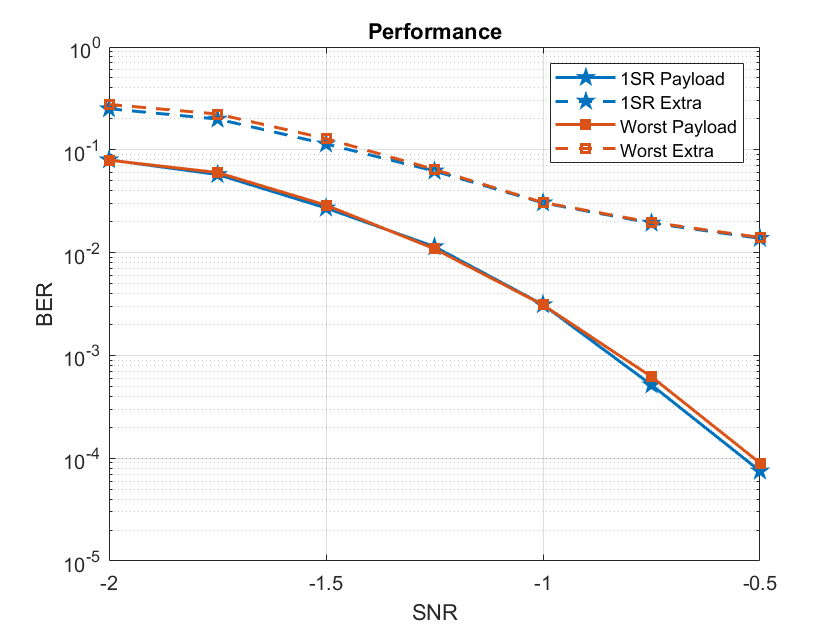 Performance
10^0
10^-1
10^-2
10^-3
10^-4
10^-5
BER
-2
-1.5
-1
-0.5
SNR
1SR Payload
1SR Extra
Worst Payload
Worst Extra